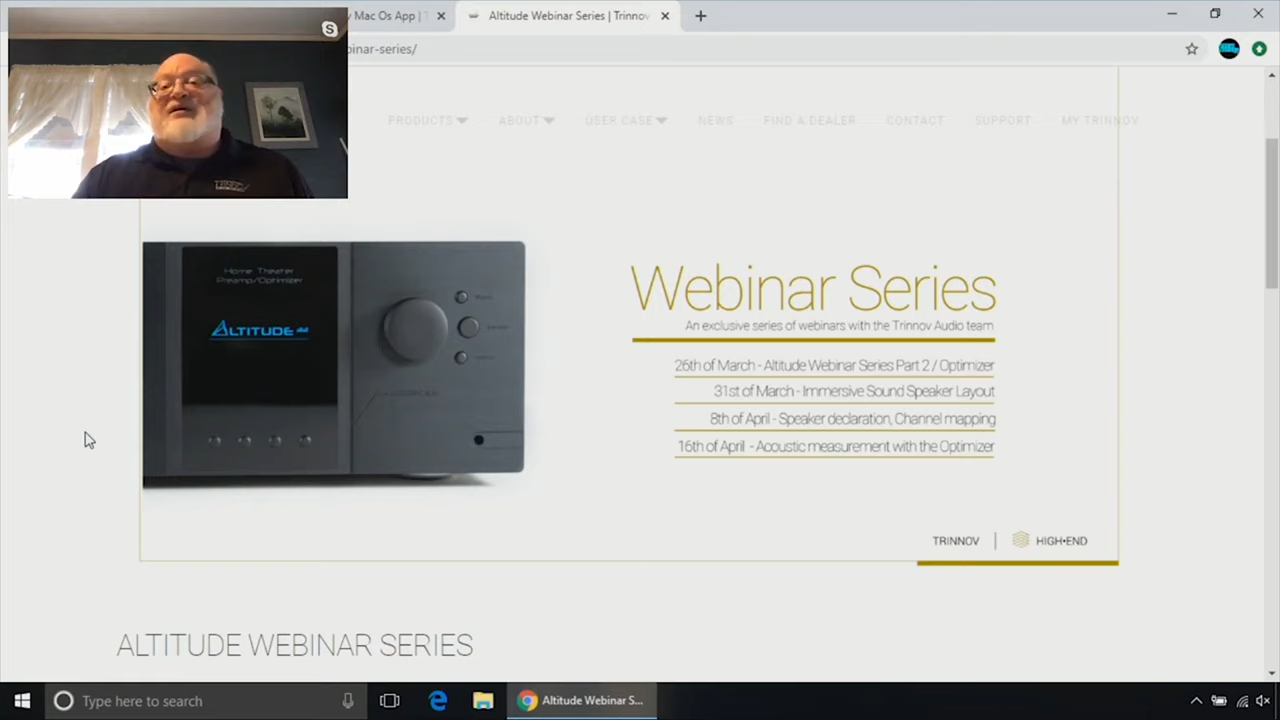 Mac Os App | T
Altitude Webinar Series | Trinnov
binar-series/
PRODUCTS
ABOUT
USER CASE
NEWS
FIND A DEALER
CONTACT
SUPPORT
MY TRINNOV
Home Theater
Preamp/Optimizer
ALTITUDE
Webinar Series
An exclusive series of webinars with the Trinnov Audio team
26th of March - Altitude Webinar Series Part 2 / Optimizer
31st of March - Immersive Sound Speaker Layout
8th of April - Speaker declaration, Channel mapping
16th of April - Acoustic measurement with the Optimizer
TRINNOV | HIGH•END
ALTITUDE WEBINAR SERIES
Type here to search
Altitude Webinar S...